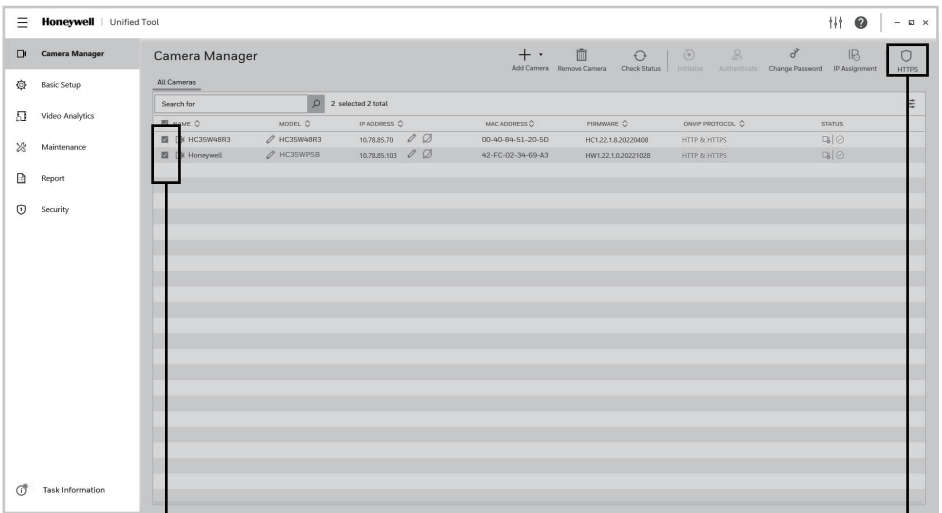 Honeywell | Unified Tool
Camera Manager
Basic Setup
Video Analytics
Maintenance
Report
Security
Task Information
Camera Manager
Add Camera Remove Camera Check Status Initialize Authenticate Change Password IP Assignment HTTPS
All Cameras
Search for 2 selected 2 total
NAME MODEL IP ADDRESS MAC ADDRESS FIRMWARE ONVIF PROTOCOL STATUS
HC35W48R3 HC35W48R3 10.78.85.70 00-40-84-51-20-5D HC1.22.1.8.20220408 HTTP & HTTPS
Honeywell HC35WP5B 10.78.85.103 42-FC-02-34-69-A3 HW1.22.1.0.20221028 HTTP & HTTPS